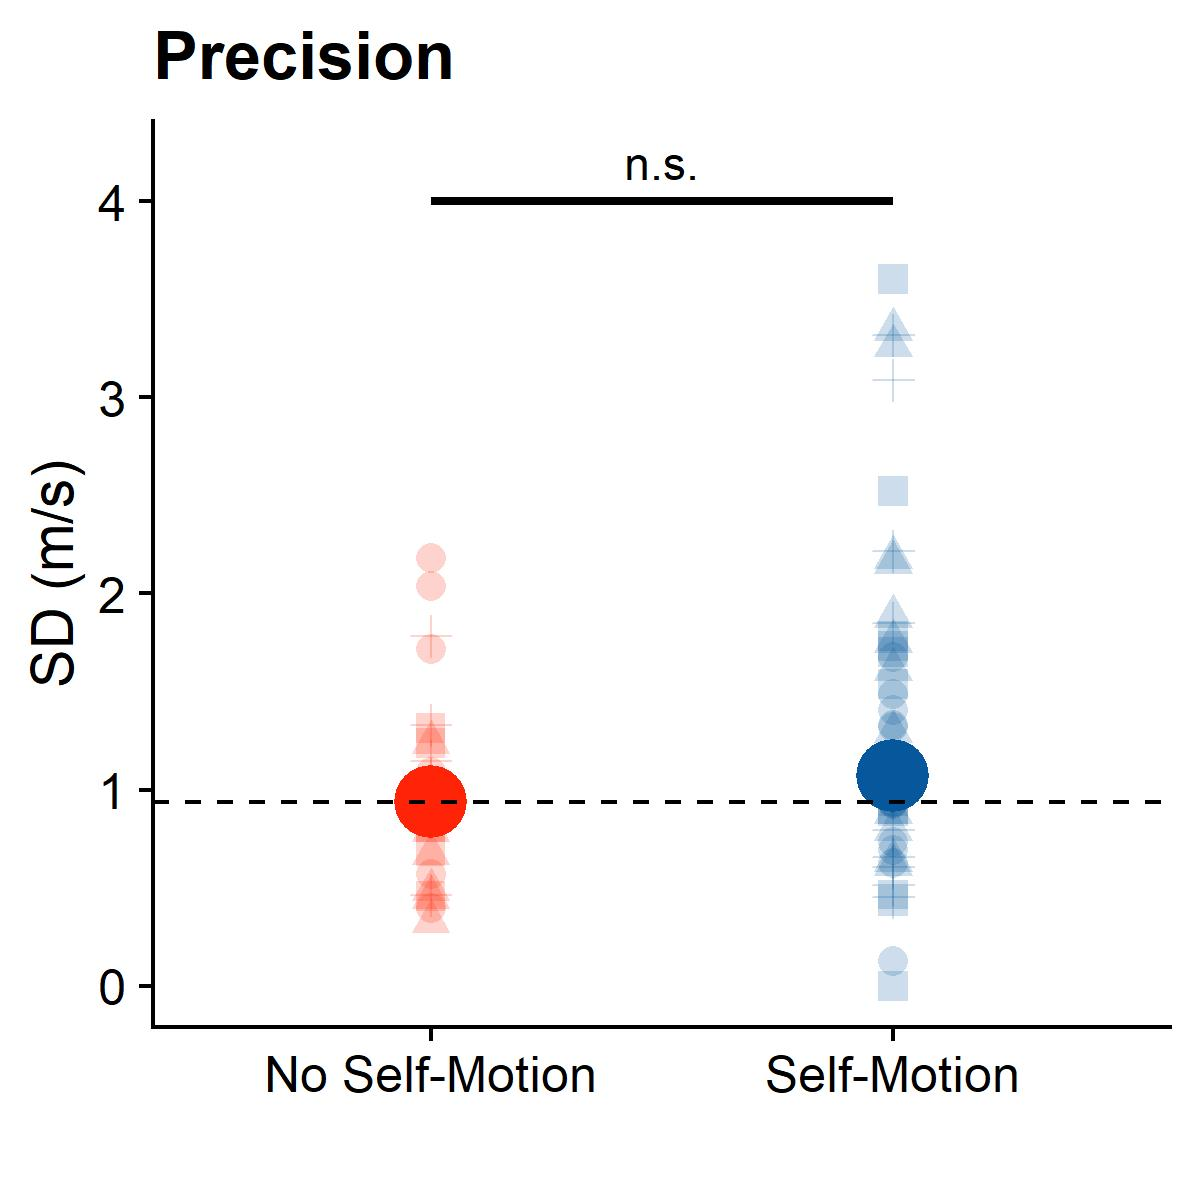 Precision
n.s.
4
3
2
1
0
SD (m/s)
No Self-Motion
Self-Motion